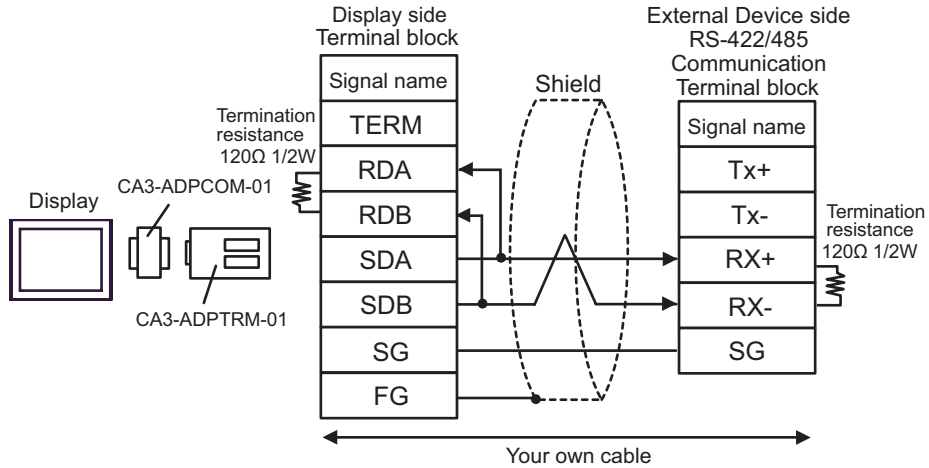 Display side
Terminal block
External Device side
RS-422/485
Communication
Terminal block
Signal name
Shield
Signal name
Termination
resistance
120Ω 1/2W
TERM
RDA
RDB
SDA
SDB
SG
FG
Tx+
Tx-
RX+
RX-
SG
Termination
resistance
120Ω 1/2W
Display
CA3-ADPCOM-01
CA3-ADPTRM-01
Your own cable